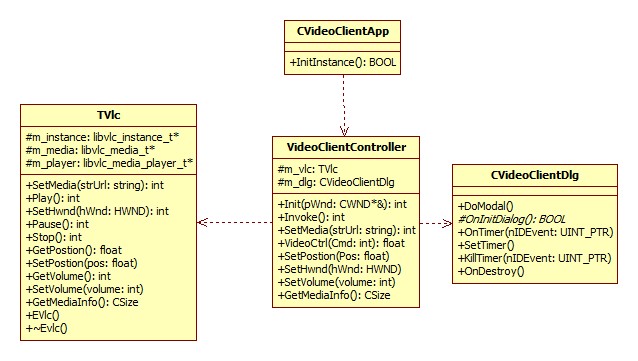 CVideoClientApp
+InitInstance(): BOOL
TVlc
#m_instance: libvlc_instance_t*
#m_media: libvlc_media_t*
#m_player: libvlc_media_player_t*
+SetMedia(strUrl: string): int
+Play(): int
+SetHwnd(hWnd: HWND): int
+Pause(): int
+Stop(): int
+GetPostion(): float
+SetPostion(pos: float)
+GetVolume(): int
+SetVolume(volume: int)
+GetMediaInfo(): CSize
+EVlc()
+~Evlc()
VideoClientController
#m_vlc: TVlc
#m_dlg: CVideoClientDlg
+Init(pWnd: CWND*&): int
+Invoke(): int
+SetMedia(strUrl: string): int
+VideoCtrl(Cmd: int): float
+SetPostion(Pos: float)
+SetHwnd(hWnd: HWND)
+SetVolume(volume: int)
+GetMediaInfo(): CSize
CVideoClientDlg
+DoModal()
#OnInitDialog(): BOOL
+OnTimer(nIDEvent: UINT_PTR)
+SetTimer()
+KillTimer(nIDEvent: UINT_PTR)
+OnDestroy()